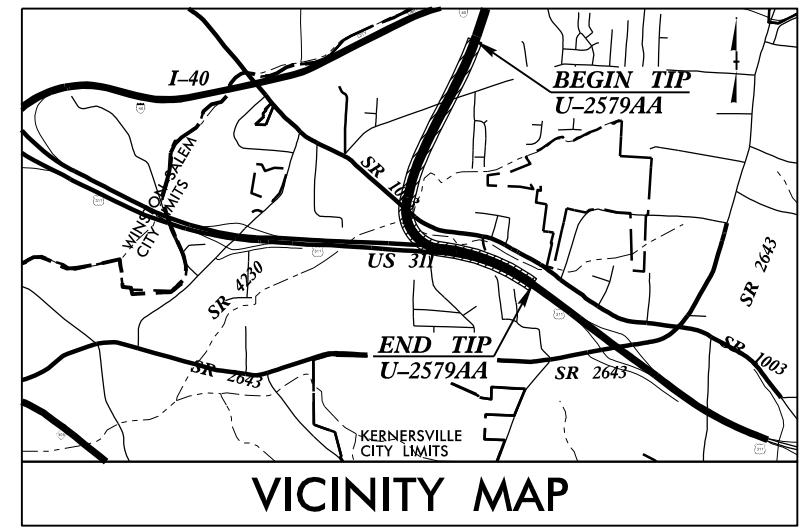 I-40
BEGIN TIP
U-2579AA
SR 10
WINSTON SALEM
CITY LIMITS
US 311
SR 4230
SR 2643
END TIP
U-2579AA
SR 1003
SR 2643
SR 2643
KERNERSVILLE
CITY LIMITS
VICINITY MAP